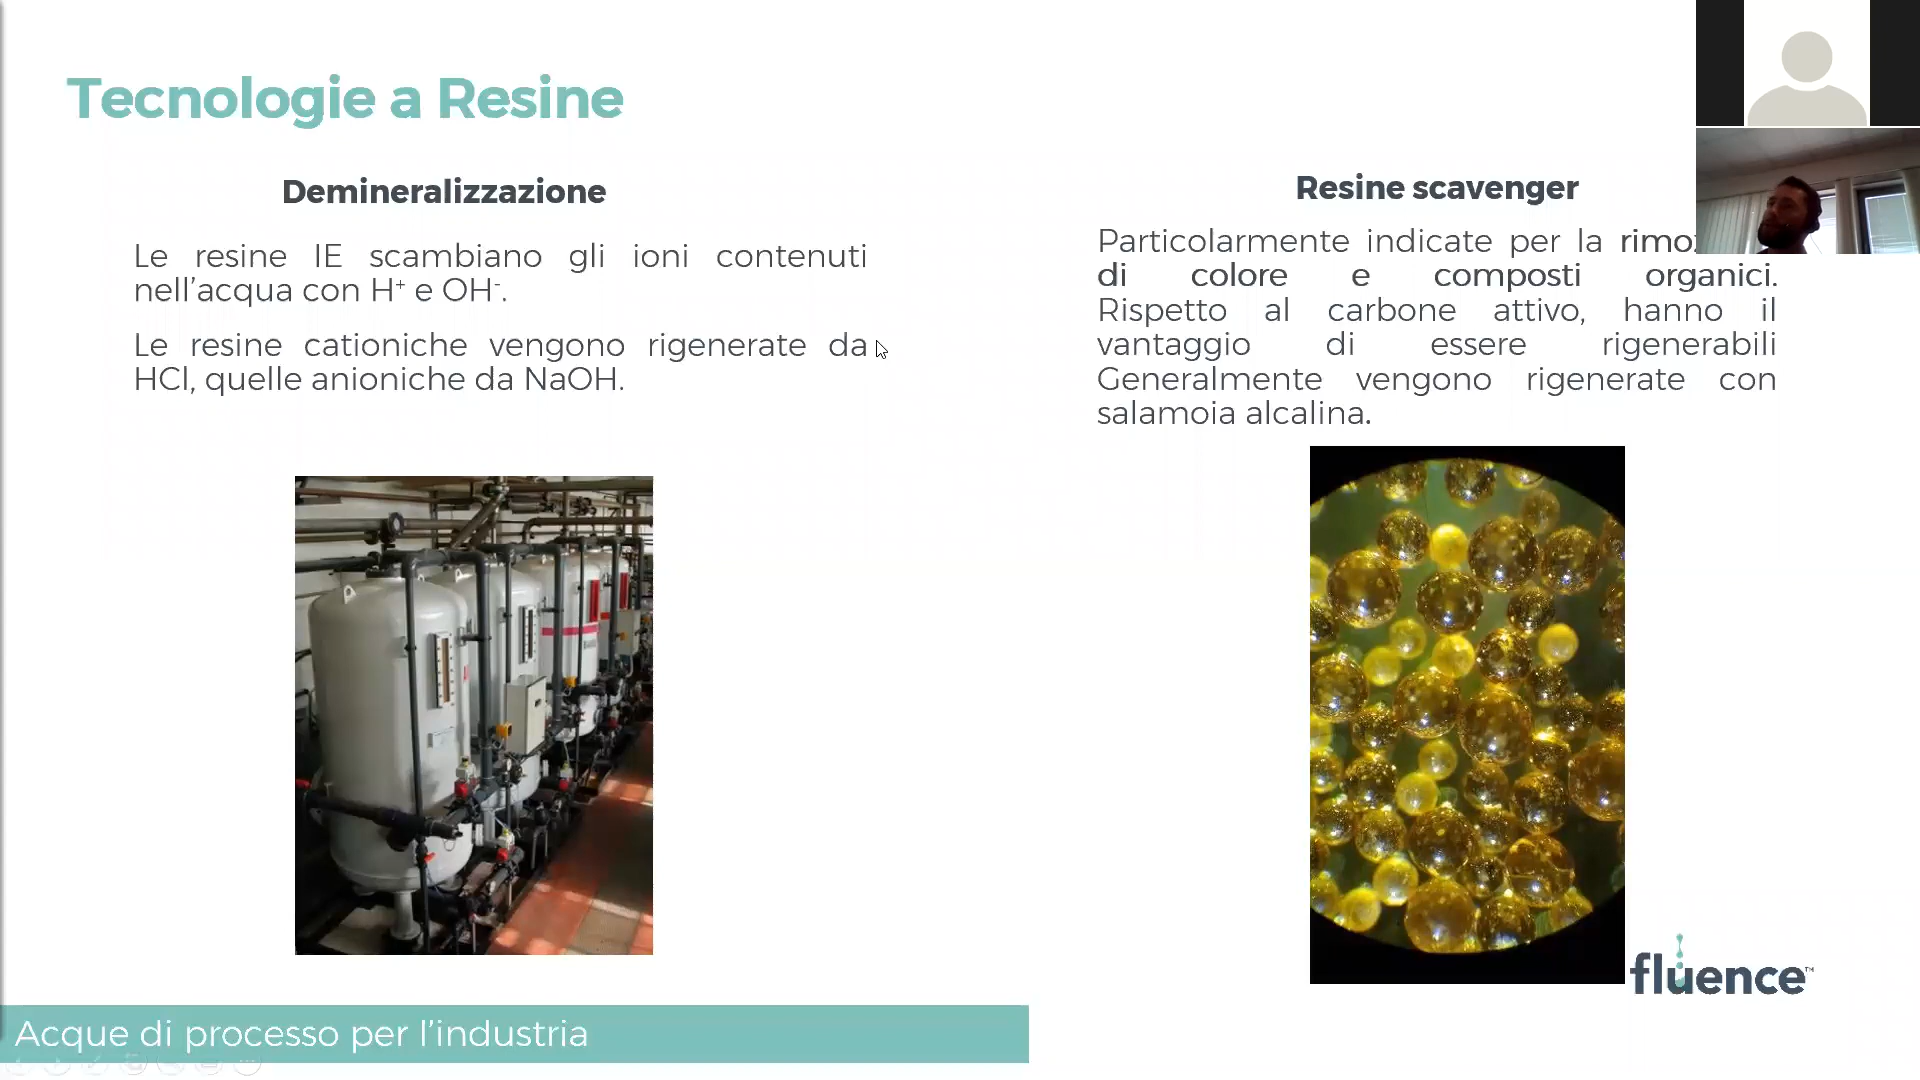 Tecnologie a Resine
Demineralizzazione
Le resine IE scambiano gli ioni contenuti
nell'acqua con H⁺ e OH⁻.
Le resine cationiche vengono rigenerate da
HCl, quelle anioniche da NaOH.
Resine scavenger
Particolarmente indicate per la
di colore e composti organici.
Rispetto al carbone attivo, hanno il
vantaggio di essere rigenerabili
Generalmente vengono rigenerate con
salamoia alcalina.
fluence™
Acque di processo per l'industria